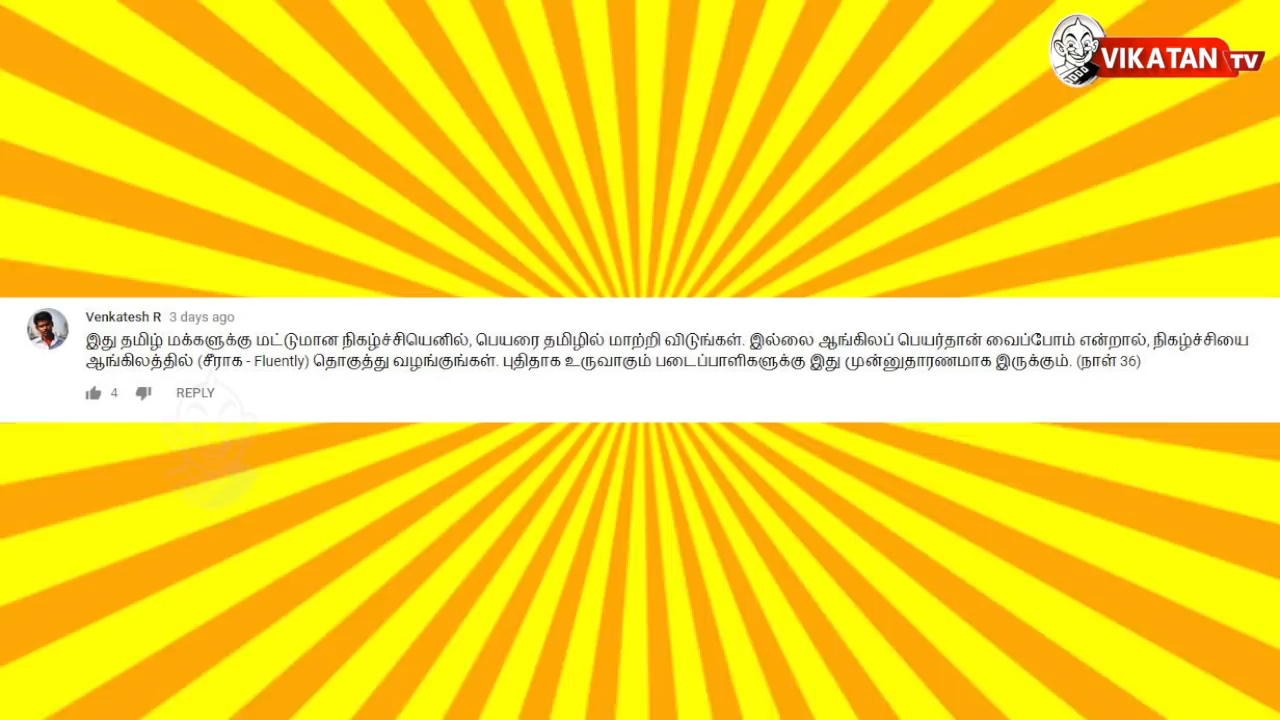 VIKATAN TV
Venkatesh R 3 days ago
இது தமிழ் மக்களுக்கு மட்டுமான நிகழ்ச்சியெனில், பெயரை தமிழில் மாற்றி விடுங்கள். இல்லை ஆங்கிலப் பெயர்தான் வைப்போம் என்றால், நிகழ்ச்சியை
ஆங்கிலத்தில் (சீராக - Fluently) தொகுத்து வழங்குங்கள். புதிதாக உருவாகும் படைப்பாளிகளுக்கு இது முன்னுதாரணமாக இருக்கும். (நாள் 36)
4 REPLY